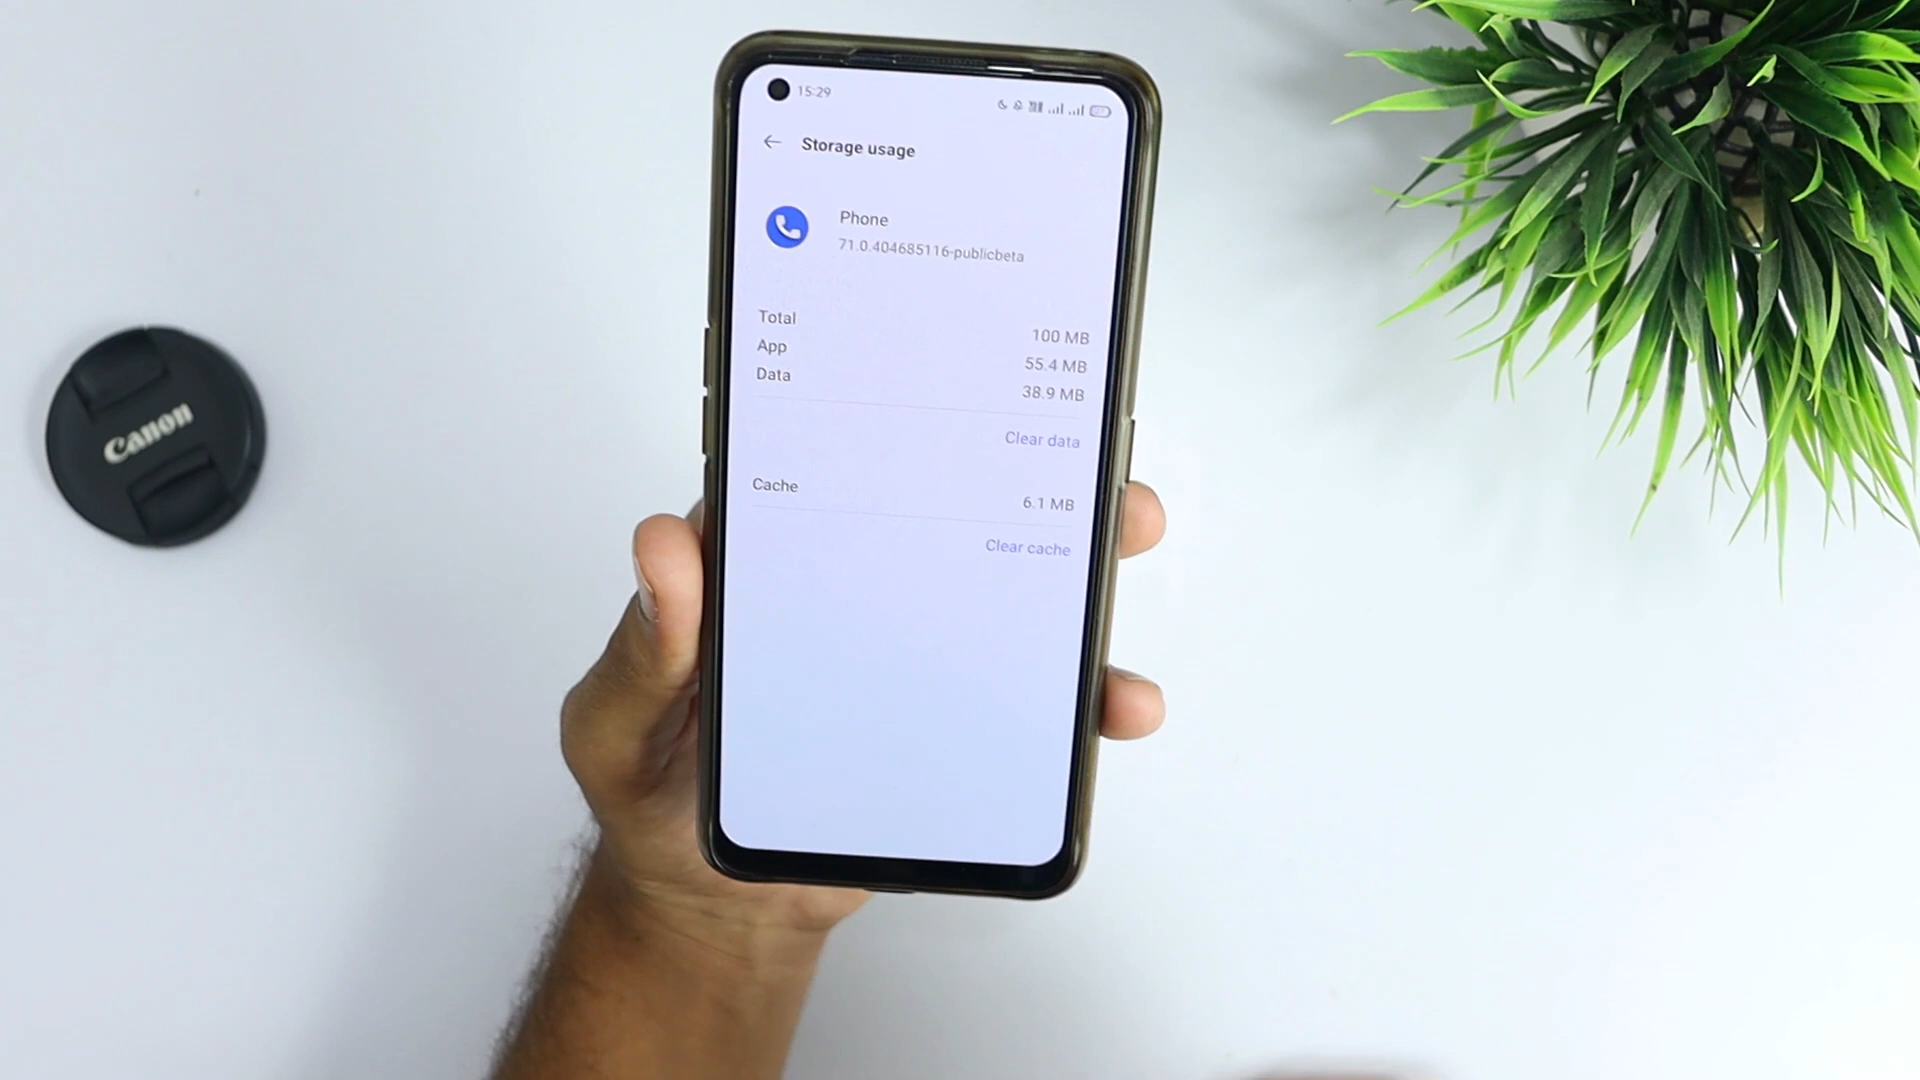 15:29
Storage usage
Phone
71.0.404685116-publicbeta
Total 100 MB
App 55.4 MB
Data 38.9 MB
Clear data
Cache 6.1 MB
Clear cache
Canon